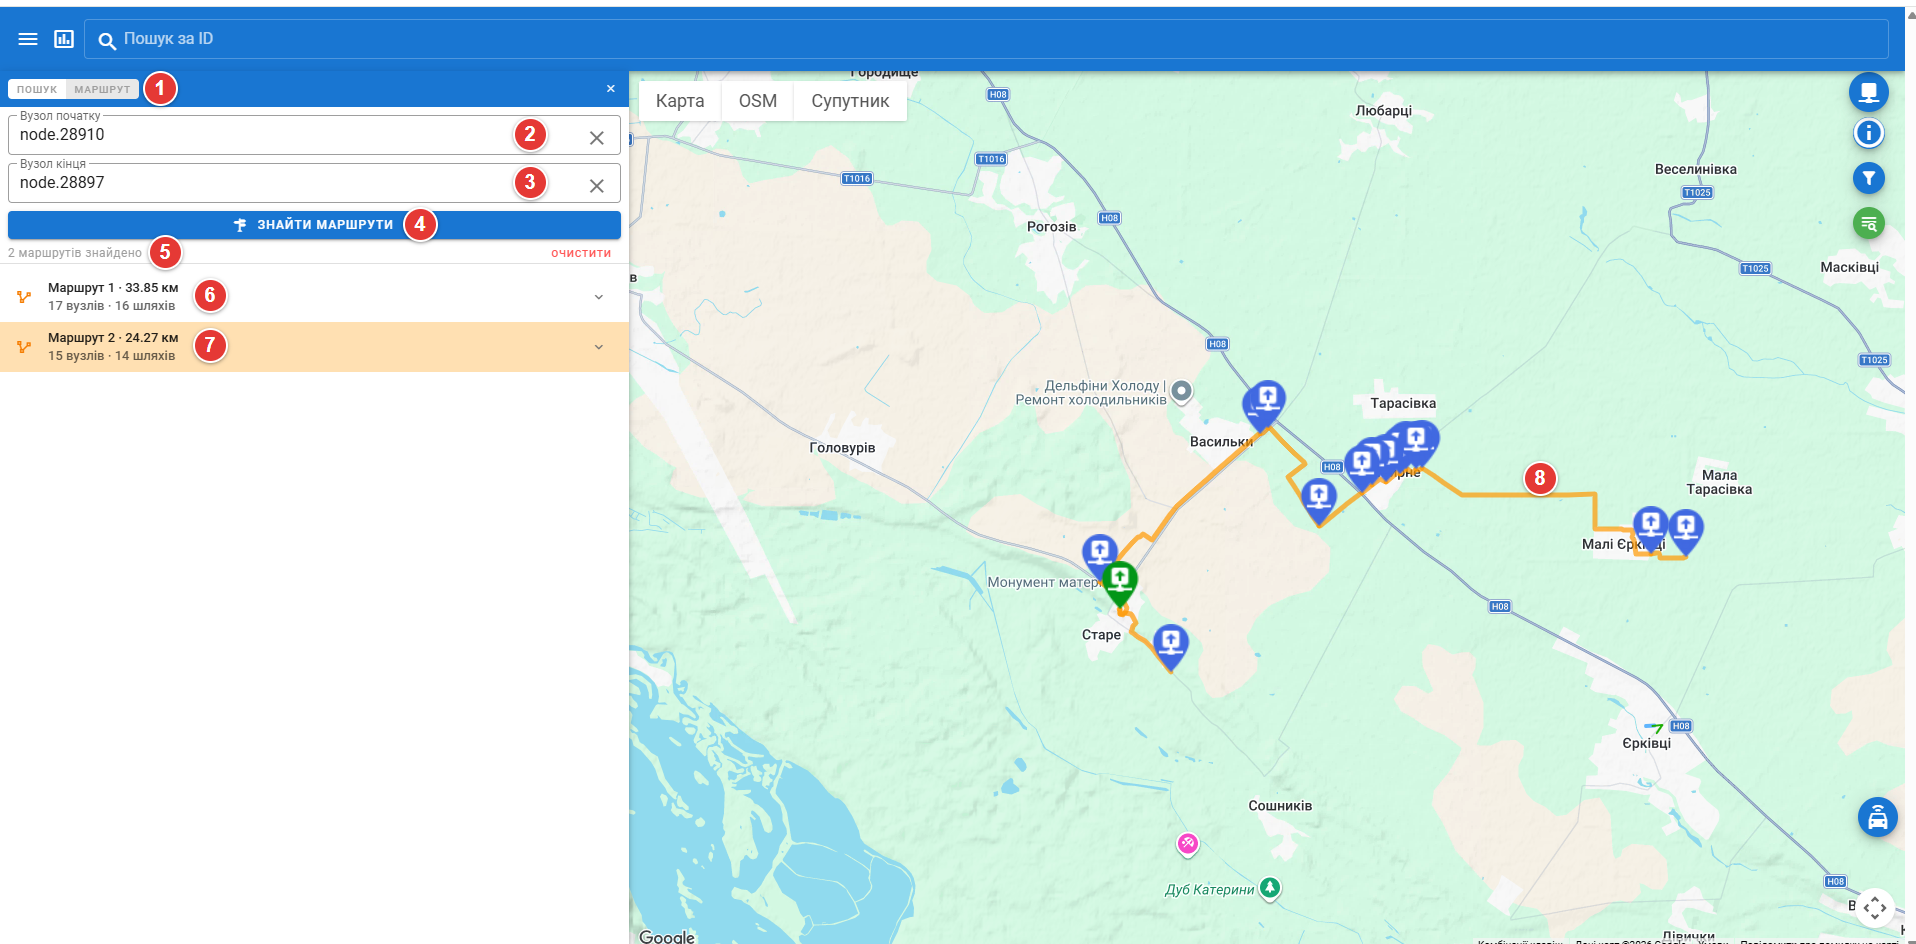 Пошук за ID
ПОШУК
МАРШРУТ
1
Вузол початку
node.28910
2
Вузол кінця
node.28897
3
ЗНАЙТИ МАРШРУТИ
4
2 маршрутів знайдено
5
ОЧИСТИТИ
Маршрут 1 · 33.85 км
17 вузлів · 16 шляхів
6
Маршрут 2 · 24.27 км
15 вузлів · 14 шляхів
7
Карта
OSM
Супутник
Городище
H08
Любарці
T1016
T1016
Веселинівка
T1025
H08
Рогозів
T1025
Масківці
в
H08
T1025
Дельфіни Холоду |
Ремонт холодильників
Тарасівка
Васильки
Головурів
H08
рне
8
Мала
Тарасівка
Малі Єрківці
Монумент матері
H08
Старе
H08
Єрківці
Сошників
Дуб Катерини
H08
В
Дівички
Google